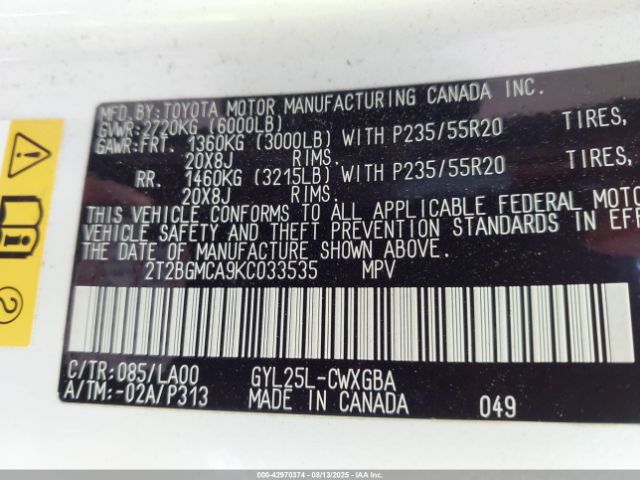 MFD.BY:TOYOTA MOTOR MANUFACTURING CANADA INC.
GVWR:2720KG (6000LB)
GAWR:FRT. 1360KG (3000LB) WITH P235/55R20 TIRES,
20X8J RIMS.
RR. 1460KG (3215LB) WITH P235/55R20 TIRES,
20X8J RIMS.
THIS VEHICLE CONFORMS TO ALL APPLICABLE FEDERAL MOTO
VEHICLE SAFETY AND THEFT PREVENTION STANDARDS IN EFF
THE DATE OF MANUFACTURE SHOWN ABOVE.
2T2BGMCA9KC033535 MPV
C/TR:085/LA00 GYL25L-CWXGBA
A/TM:-02A/P313 MADE IN CANADA 049
000-42970374 - 08/13/2025 - IAAI.COM